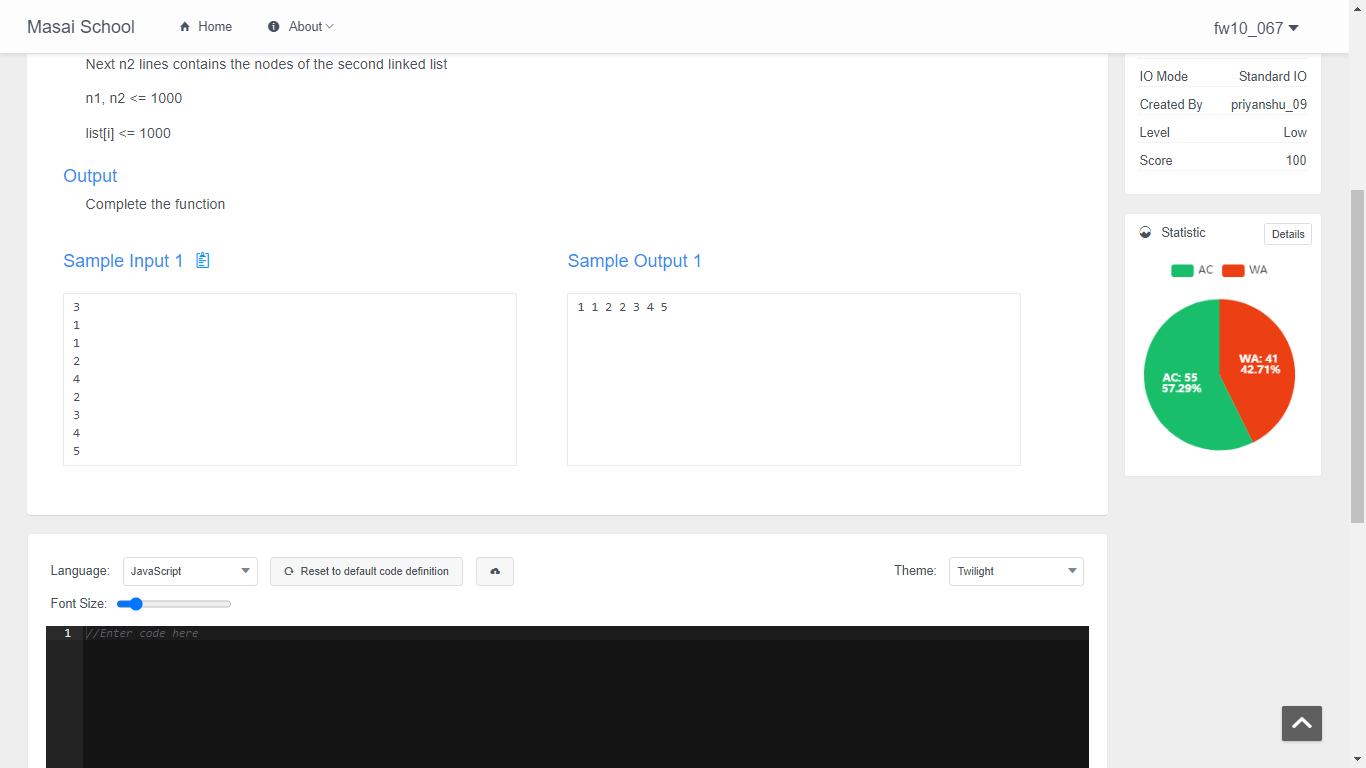 Masai School
Home
About
fw10_067
Next n2 lines contains the nodes of the second linked list
n1, n2 <= 1000
list[i] <= 1000
Output
Complete the function
Sample Input 1
3
1
1
2
4
2
3
4
5
Sample Output 1
1 1 2 2 3 4 5
IO Mode Standard IO
Created By priyanshu_09
Level Low
Score 100
Statistic Details
AC WA
WA: 41
42.71%
AC: 55
57.29%
Language: JavaScript Reset to default code definition Theme: Twilight
Font Size:
1 //Enter code here